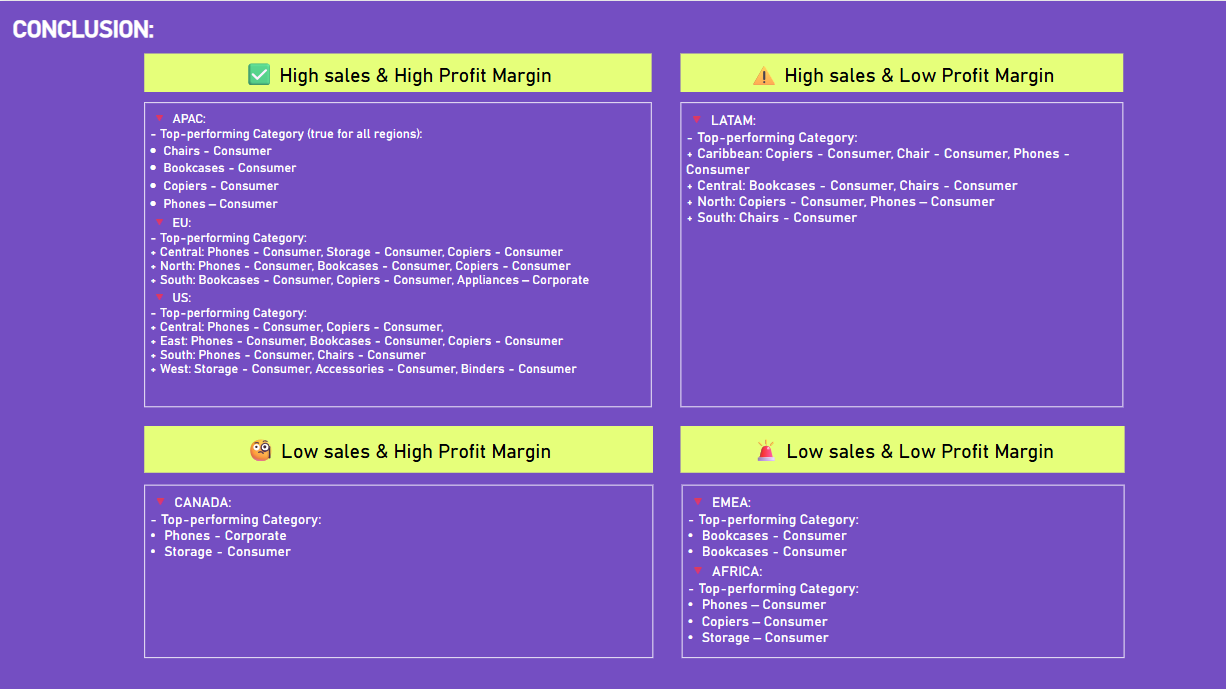 CONCLUSION:
✅ High sales & High Profit Margin
🔻 APAC:
- Top-performing Category (true for all regions):
• Chairs - Consumer
• Bookcases - Consumer
• Copiers - Consumer
• Phones – Consumer
🔻 EU:
- Top-performing Category:
+ Central: Phones - Consumer, Storage - Consumer, Copiers - Consumer
+ North: Phones - Consumer, Bookcases - Consumer, Copiers - Consumer
+ South: Bookcases - Consumer, Copiers - Consumer, Appliances – Corporate
🔻 US:
- Top-performing Category:
+ Central: Phones - Consumer, Copiers - Consumer,
+ East: Phones - Consumer, Bookcases - Consumer, Copiers - Consumer
+ South: Phones - Consumer, Chairs - Consumer
+ West: Storage - Consumer, Accessories - Consumer, Binders - Consumer
⚠️ High sales & Low Profit Margin
🔻 LATAM:
- Top-performing Category:
+ Caribbean: Copiers - Consumer, Chair - Consumer, Phones -
Consumer
+ Central: Bookcases - Consumer, Chairs - Consumer
+ North: Copiers - Consumer, Phones – Consumer
+ South: Chairs - Consumer
🧐 Low sales & High Profit Margin
🔻 CANADA:
- Top-performing Category:
• Phones - Corporate
• Storage - Consumer
🚨 Low sales & Low Profit Margin
🔻 EMEA:
- Top-performing Category:
• Bookcases - Consumer
• Bookcases - Consumer
🔻 AFRICA:
- Top-performing Category:
• Phones – Consumer
• Copiers – Consumer
• Storage – Consumer